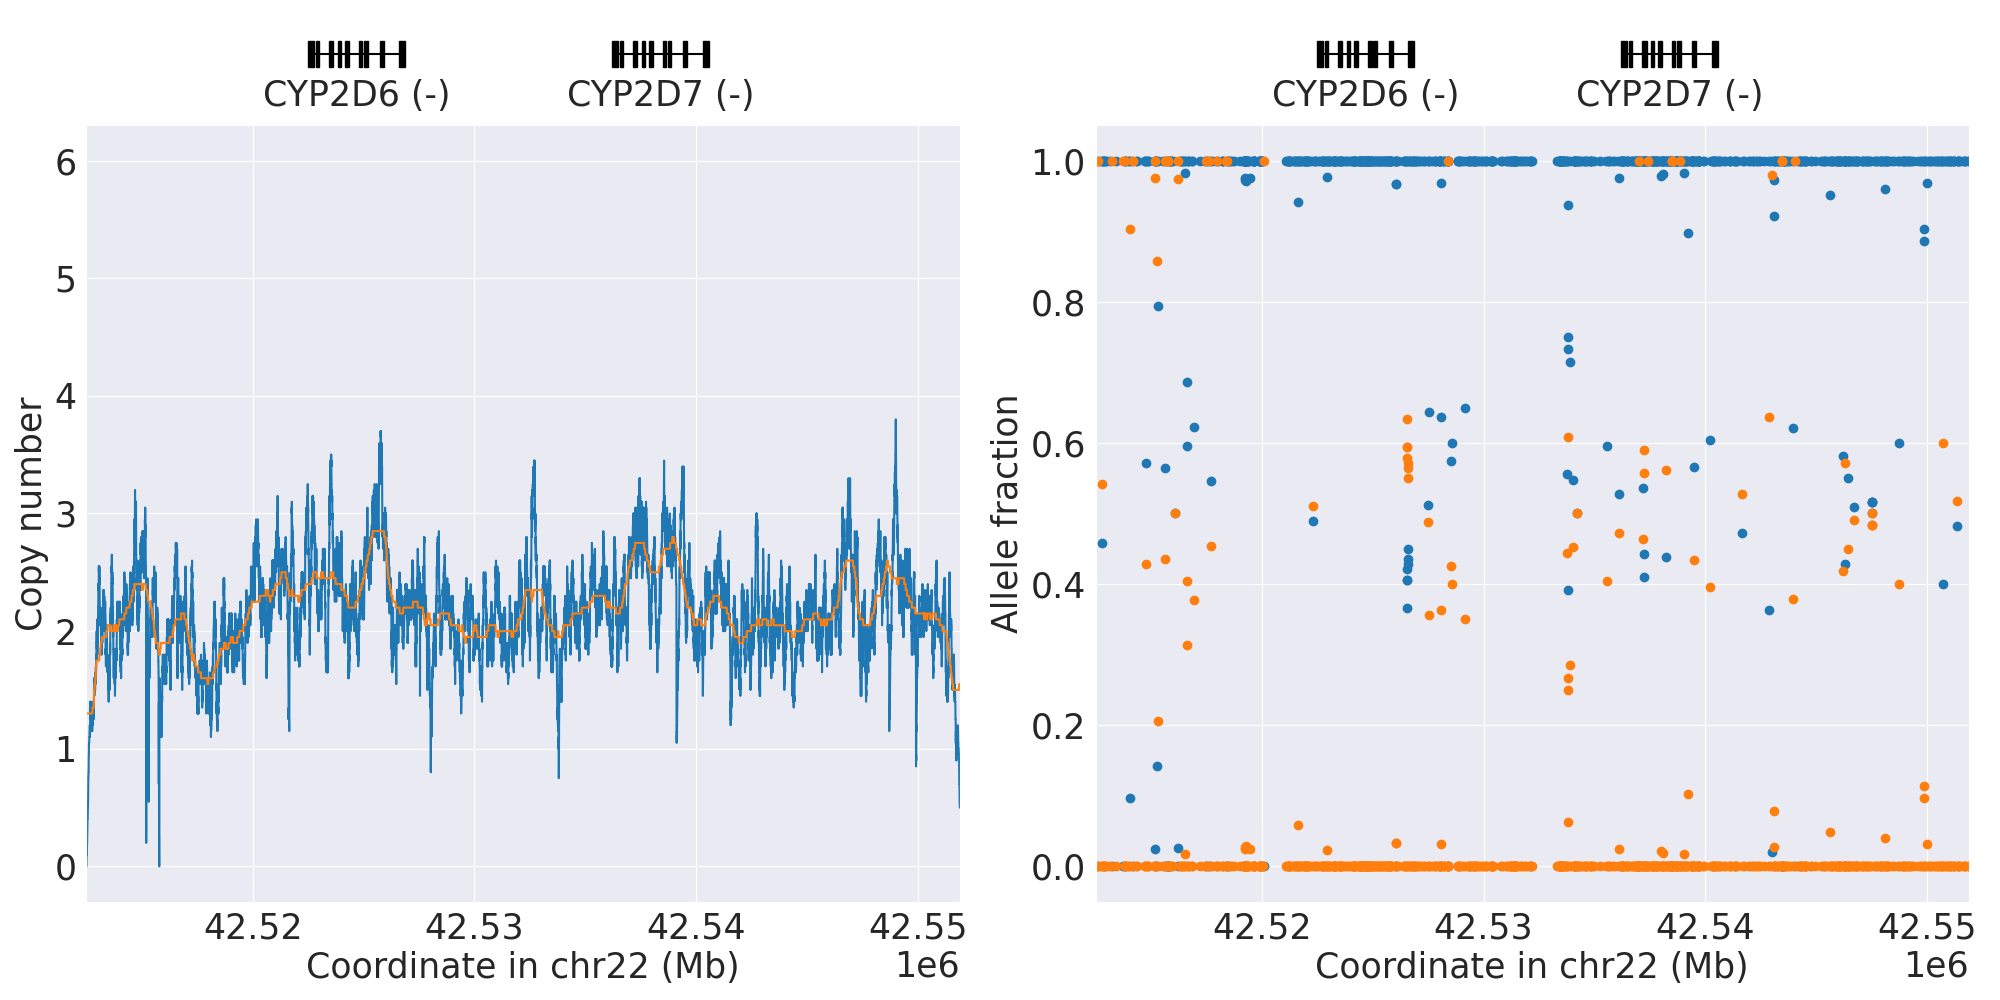 CYP2D6 (-) CYP2D7 (-)
6
5
4
3
2
1
0
Copy number
42.52 42.53 42.54 42.55
Coordinate in chr22 (Mb)
1e6
CYP2D6 (-) CYP2D7 (-)
1.0
0.8
0.6
0.4
0.2
0.0
Allele fraction
42.52 42.53 42.54 42.55
Coordinate in chr22 (Mb)
1e6